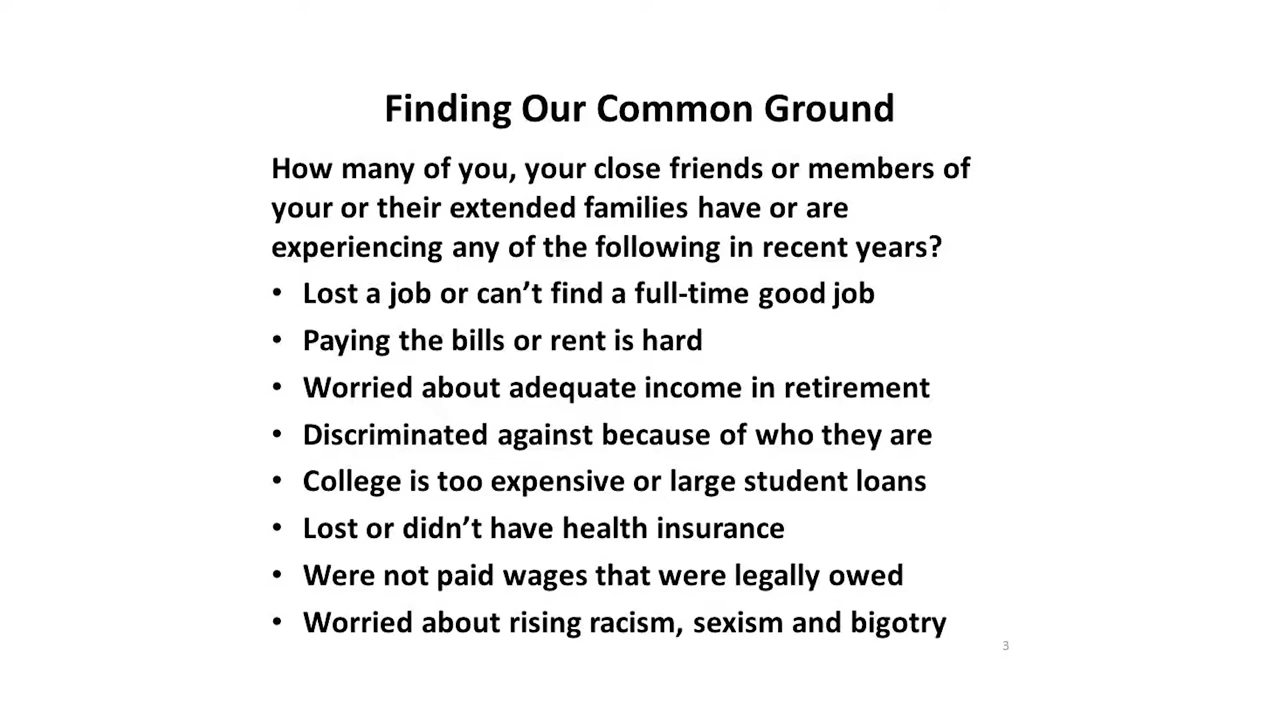 Finding Our Common Ground
How many of you, your close friends or members of
your or their extended families have or are
experiencing any of the following in recent years?
• Lost a job or can’t find a full-time good job
• Paying the bills or rent is hard
• Worried about adequate income in retirement
• Discriminated against because of who they are
• College is too expensive or large student loans
• Lost or didn’t have health insurance
• Were not paid wages that were legally owed
• Worried about rising racism, sexism and bigotry
3